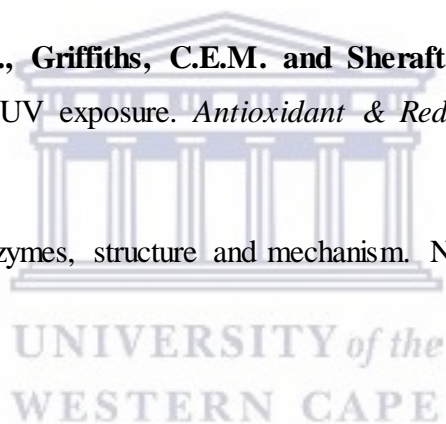 ., Griffiths, C.E.M. and Sheraft
UV exposure. Antioxidant & Red
zymes, structure and mechanism. N
UNIVERSITY of the
WESTERN CAPE